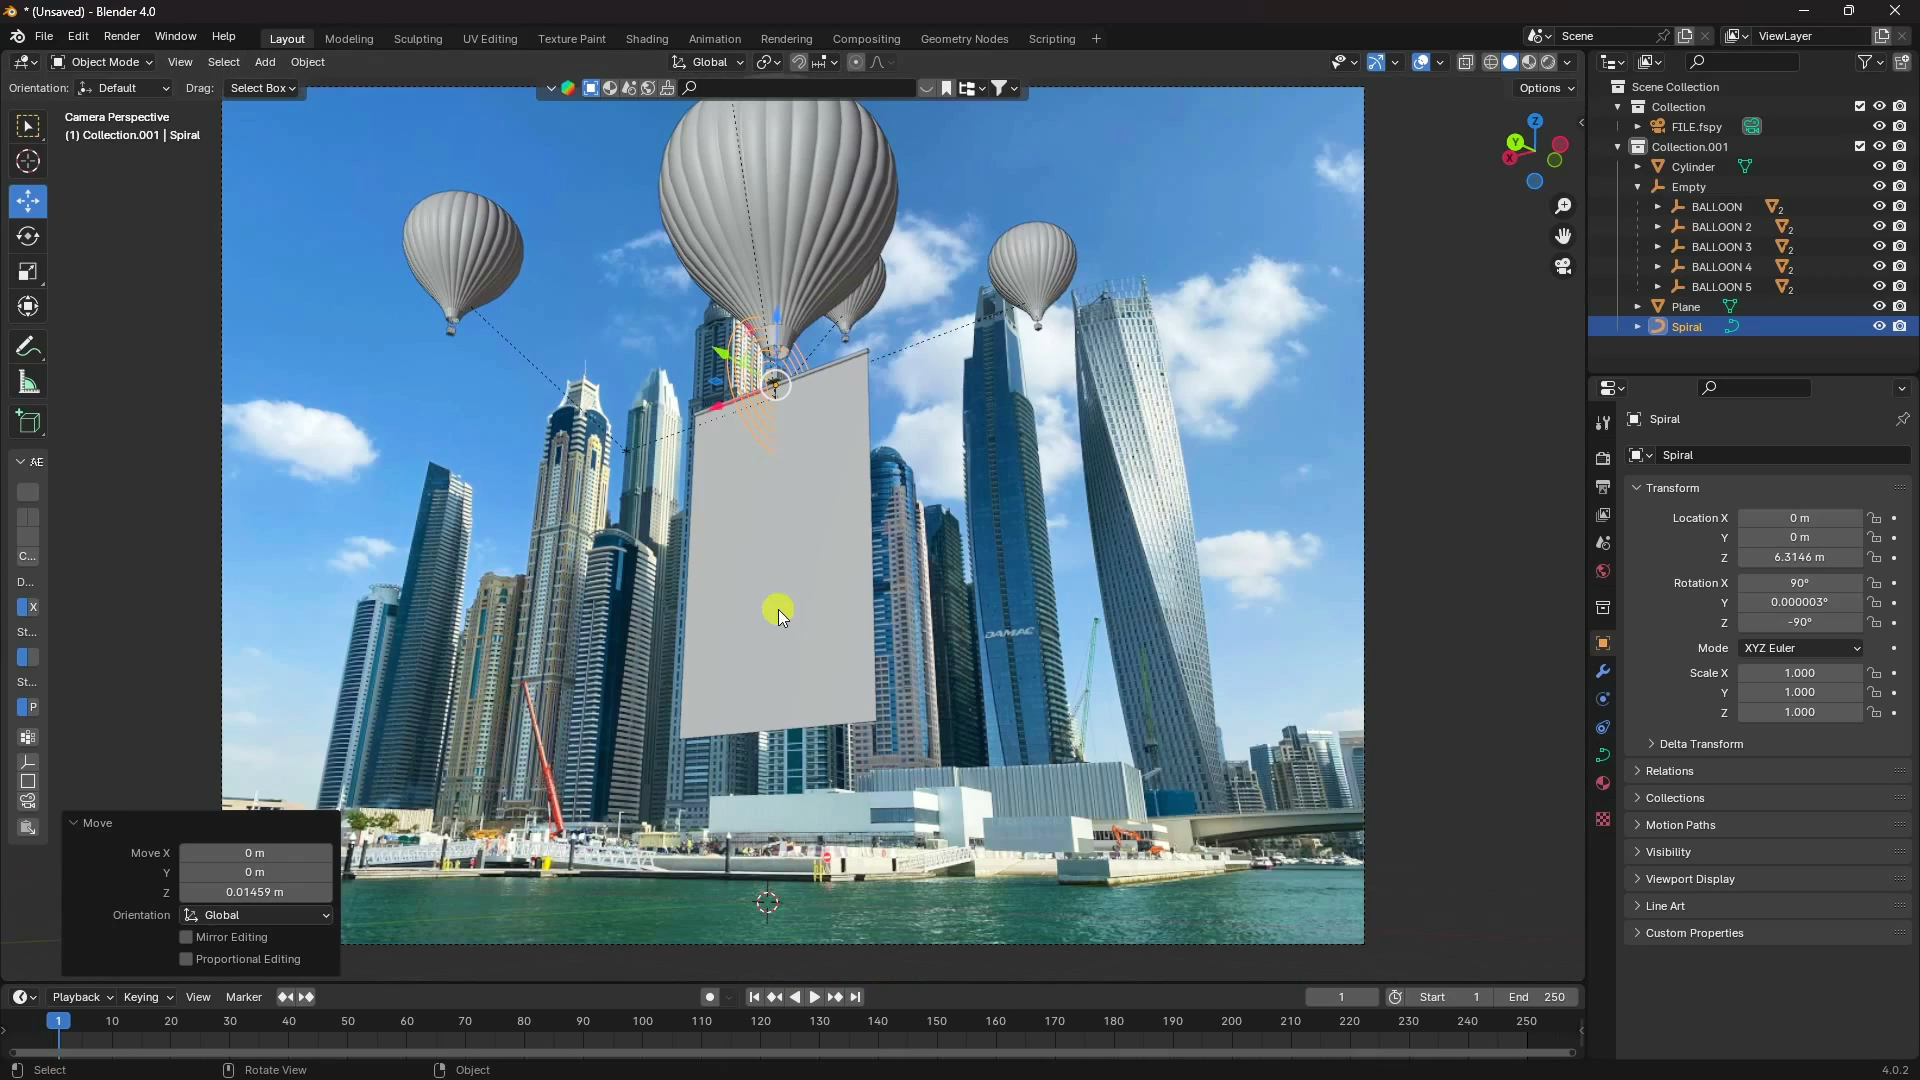 * (Unsaved) - Blender 4.0
File Edit Render Window Help
Layout Modeling Sculpting UV Editing Texture Paint Shading Animation Rendering Compositing Geometry Nodes Scripting +
Scene
ViewLayer
Object Mode View Select Add Object
Global
Orientation: Default Drag: Select Box
Options
Camera Perspective
(1) Collection.001 | Spiral
Z
Y
X
Scene Collection
Collection
FILE.fspy
Collection.001
Cylinder
Empty
BALLOON 2
BALLOON 2 2
BALLOON 3 2
BALLOON 4 2
BALLOON 5 2
Plane
Spiral
AE
C...
D...
X
St...
St...
P
DAMAC
Spiral
Spiral
Transform
Location X 0 m
Y 0 m
Z 6.3146 m
Rotation X 90°
Y 0.000003°
Z -90°
Mode XYZ Euler
Scale X 1.000
Y 1.000
Z 1.000
Delta Transform
Relations
Collections
Motion Paths
Visibility
Viewport Display
Line Art
Custom Properties
Move
Move X 0 m
Y 0 m
Z 0.01459 m
Orientation Global
Mirror Editing
Proportional Editing
Playback Keying View Marker
1 Start 1 End 250
1 10 20 30 40 50 60 70 80 90 100 110 120 130 140 150 160 170 180 190 200 210 220 230 240 250
Select Rotate View Object 4.0.2